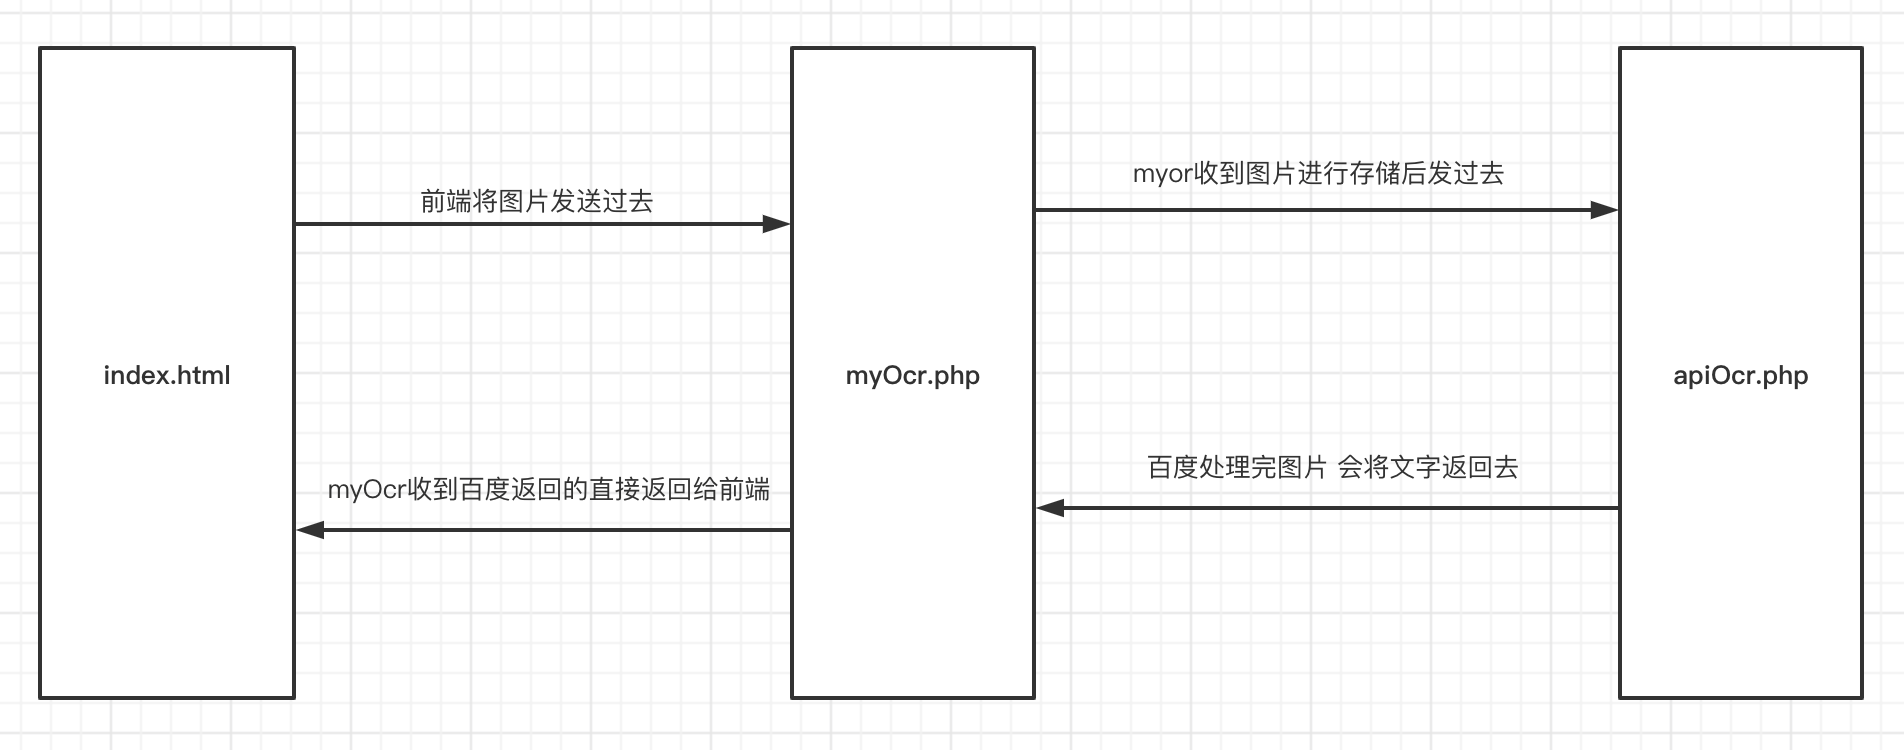 myor收到图片进行存储后发过去
前端将图片发送过去
index.html
myOcr.php
apiOcr.php
百度处理完图片 会将文字返回去
myOcr收到百度返回的直接返回给前端